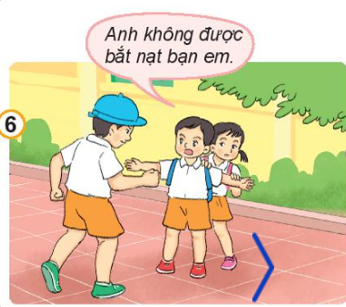 Anh không được
bắt nạt bạn em.
6